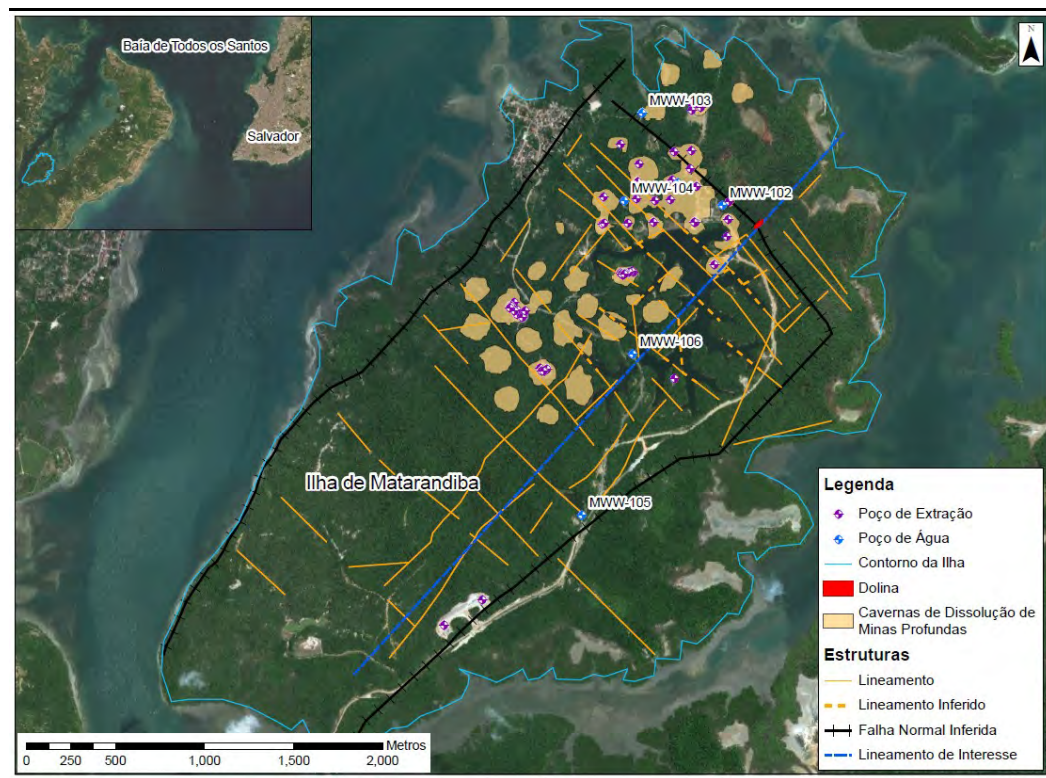 Baía de Todos os Santos
Salvador
N
MWW-103
MWW-104
MWW-102
MWW-106
Ilha de Matarandiba
MWW-105
Legenda
Poço de Extração
Poço de Água
Contorno da Ilha
Dolina
Cavernas de Dissolução de
Minas Profundas
Estruturas
Lineamento
Lineamento Inferido
Falha Normal Inferida
Lineamento de Interesse
Metros
0 250 500 1,000 1,500 2,000